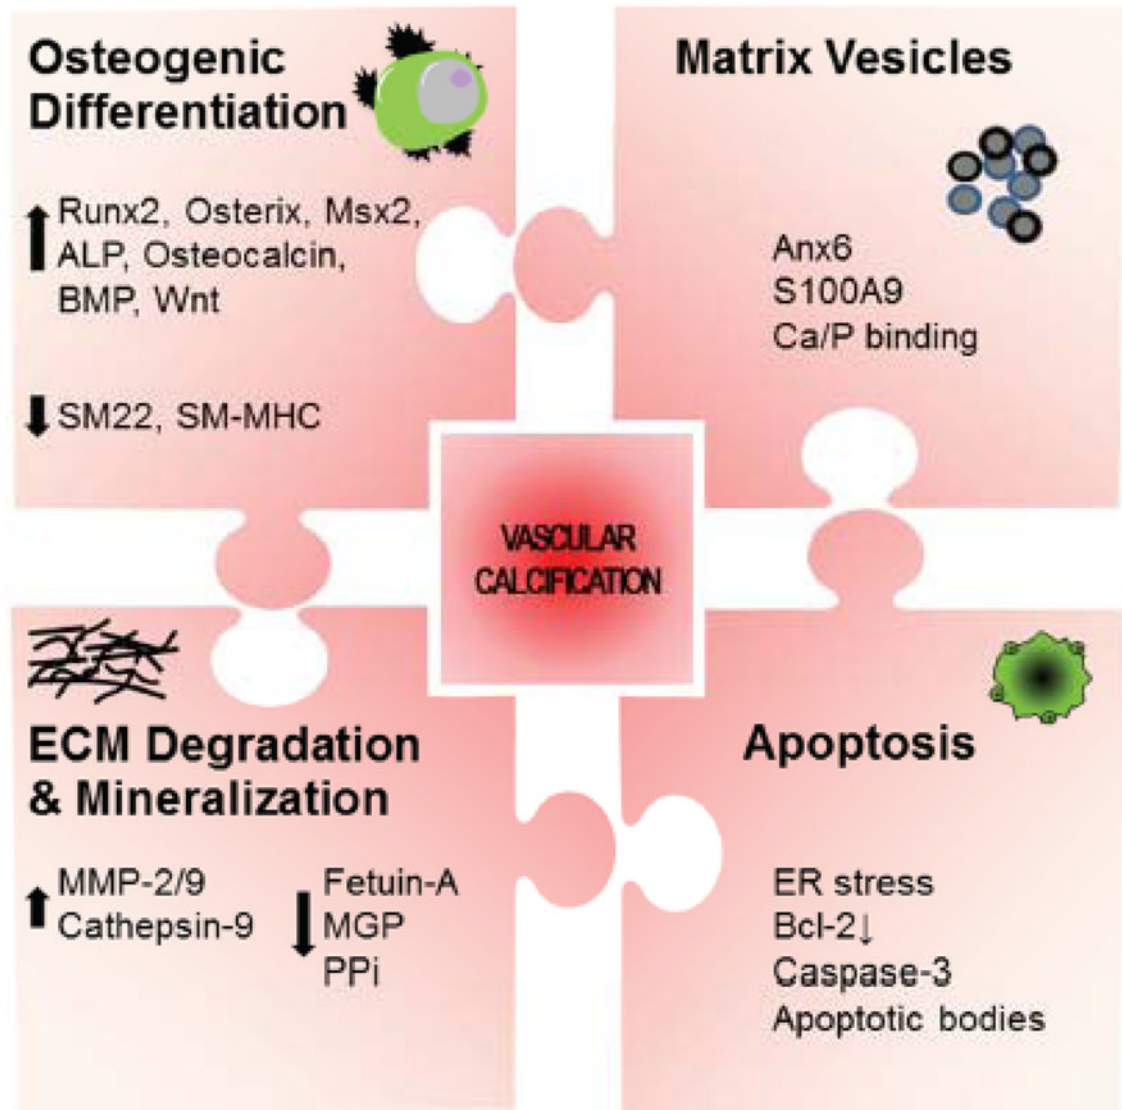 Osteogenic
Differentiation
Runx2, Osterix, Msx2,
ALP, Osteocalcin,
BMP, Wnt
SM22, SM-MHC
Matrix Vesicles
Anx6
S100A9
Ca/P binding
VASCULAR
CALCIFICATION
ECM Degradation
& Mineralization
MMP-2/9
Cathepsin-9
Fetuin-A
MGP
PPi
Apoptosis
ER stress
Bcl-2↓
Caspase-3
Apoptotic bodies